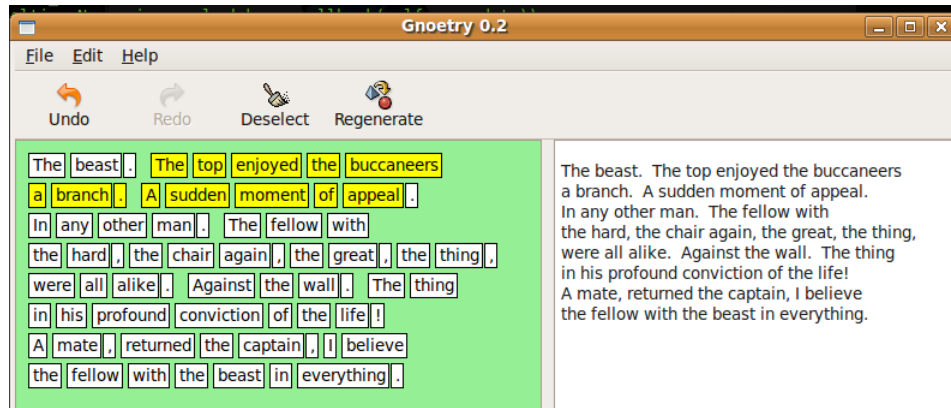 Gnoetry 0.2
File Edit Help
Undo Redo Deselect Regenerate
The beast. The top enjoyed the buccaneers
a branch. A sudden moment of appeal.
In any other man. The fellow with
the hard, the chair again, the great, the thing,
were all alike. Against the wall. The thing
in his profound conviction of the life!
A mate, returned the captain, I believe
the fellow with the beast in everything.
The beast. The top enjoyed the buccaneers
a branch. A sudden moment of appeal.
In any other man. The fellow with
the hard, the chair again, the great, the thing,
were all alike. Against the wall. The thing
in his profound conviction of the life!
A mate, returned the captain, I believe
the fellow with the beast in everything.